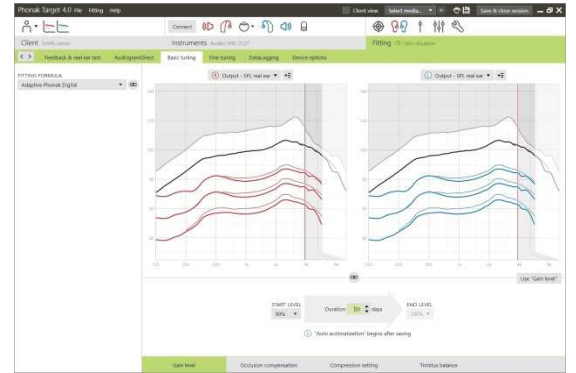 Phonak Target 4.0 File Fitting Help
Client view Select media... Save & close session
Connect
Client
Instruments
Fitting
Feedback & real ear test AudiogramDirect Basic tuning Fine tuning DataLogging Device options
FITTING FORMULA
Adaptive Phonak Digital
R Output - SPL real ear
L Output - SPL real ear
Use "Gain level"
START LEVEL
90%
Duration 30 days
END LEVEL
100%
"Auto acclimatization" begins after saving
Gain level Occlusion compensation Compression setting Tinnitus balance